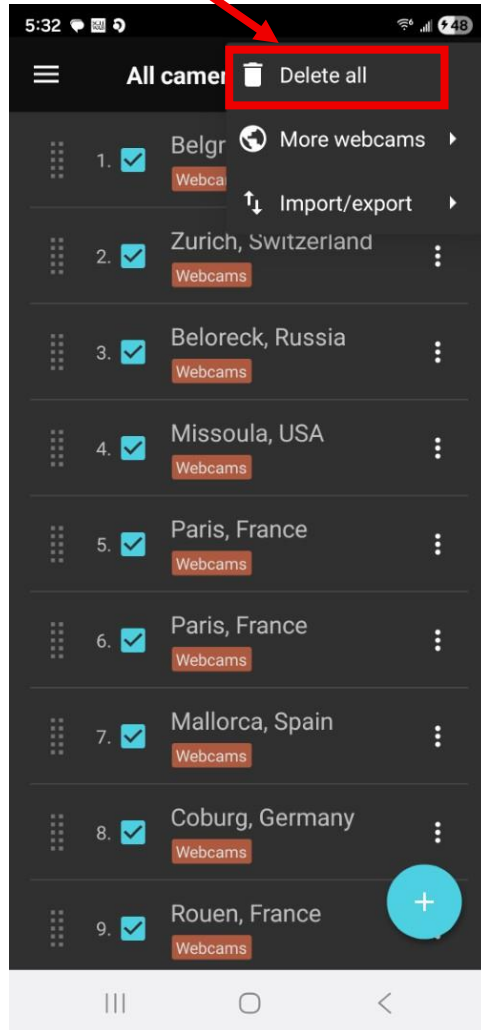 5:32
48
All camer
Delete all
1.
Belgr
Webca
More webcams
Import/export
2.
Zurich, Switzerland
Webcams
3.
Beloreck, Russia
Webcams
4.
Missoula, USA
Webcams
5.
Paris, France
Webcams
6.
Paris, France
Webcams
7.
Mallorca, Spain
Webcams
8.
Coburg, Germany
Webcams
9.
Rouen, France
Webcams